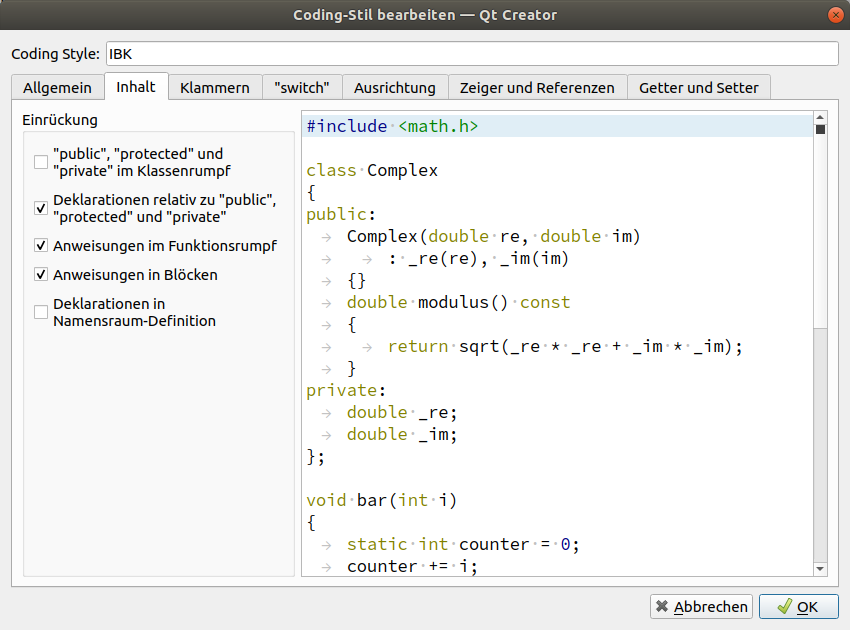 Coding-Stil bearbeiten — Qt Creator
Coding Style: IBK
Allgemein Inhalt Klammern "switch" Ausrichtung Zeiger und Referenzen Getter und Setter
Einrückung
"public", "protected" und
"private" im Klassenrumpf
Deklarationen relativ zu "public",
"protected" und "private"
Anweisungen im Funktionsrumpf
Anweisungen in Blöcken
Deklarationen in
Namensraum-Definition
#include <math.h>
class Complex
{
public:
Complex(double re, double im)
: _re(re), _im(im)
{}
double modulus() const
{
return sqrt(_re * _re + _im * _im);
}
private:
double _re;
double _im;
};
void bar(int i)
{
static int counter = 0;
counter += i;
Abbrechen OK